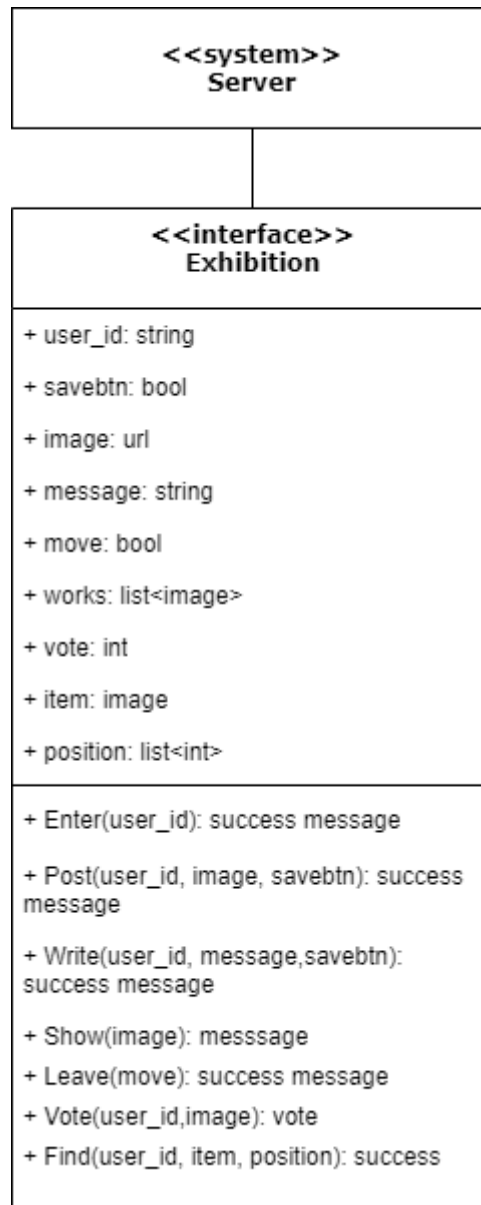 <<system>>
Server
<<interface>>
Exhibition
+ user_id: string
+ savebtn: bool
+ image: url
+ message: string
+ move: bool
+ works: list<image>
+ vote: int
+ item: image
+ position: list<int>
+ Enter(user_id): success message
+ Post(user_id, image, savebtn): success
message
+ Write(user_id, message,savebtn):
success message
+ Show(image): messsage
+ Leave(move): success message
+ Vote(user_id,image): vote
+ Find(user_id, item, position): success